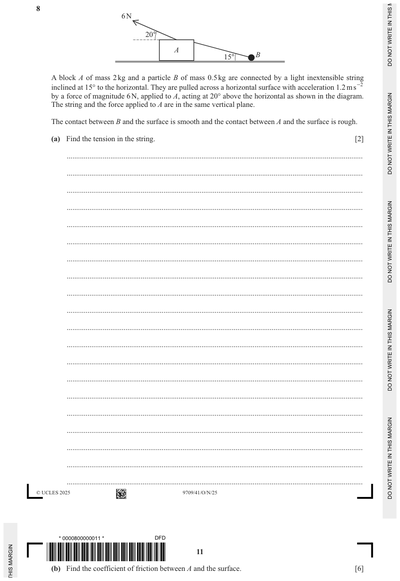 8
6 N
20°
A
15°
B
A block A of mass 2 kg and a particle B of mass 0.5 kg are connected by a light inextensible string
inclined at 15° to the horizontal. They are pulled across a horizontal surface with acceleration 1.2 m s⁻²
by a force of magnitude 6 N, applied to A, acting at 20° above the horizontal as shown in the diagram.
The string and the force applied to A are in the same vertical plane.
The contact between B and the surface is smooth and the contact between A and the surface is rough.
(a) Find the tension in the string. [2]
DO NOT WRITE IN THIS M
DO NOT WRITE IN THIS MARGIN
DO NOT WRITE IN THIS MARGIN
DO NOT WRITE IN THIS MARGIN
DO NOT WRITE IN THIS MARGIN
© UCLES 2025
9709/41/O/N/25
THIS MARGIN
* 0000800000011 *
DFD
11
(b) Find the coefficient of friction between A and the surface. [6]